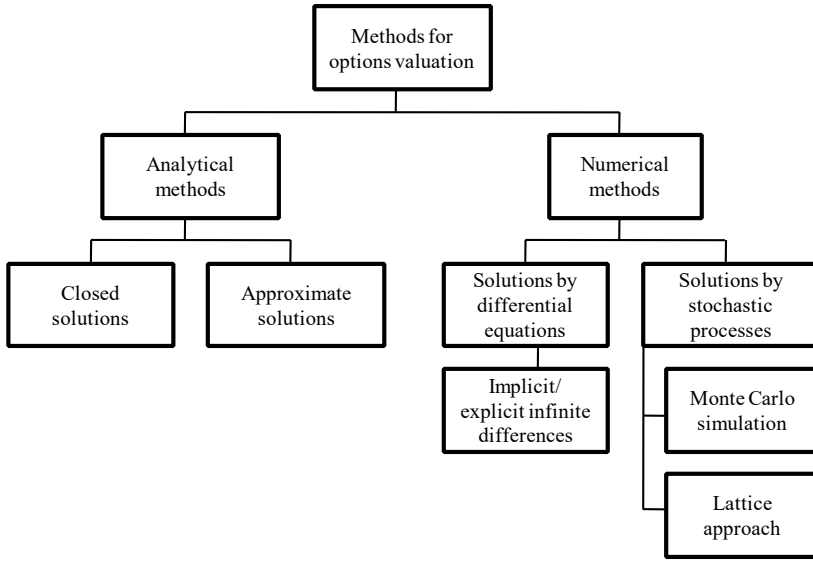 Methods for
options valuation
Analytical
methods
Numerical
methods
Closed
solutions
Approximate
solutions
Solutions by
differential
equations
Solutions by
stochastic
processes
Implicit/
explicit infinite
differences
Monte Carlo
simulation
Lattice
approach